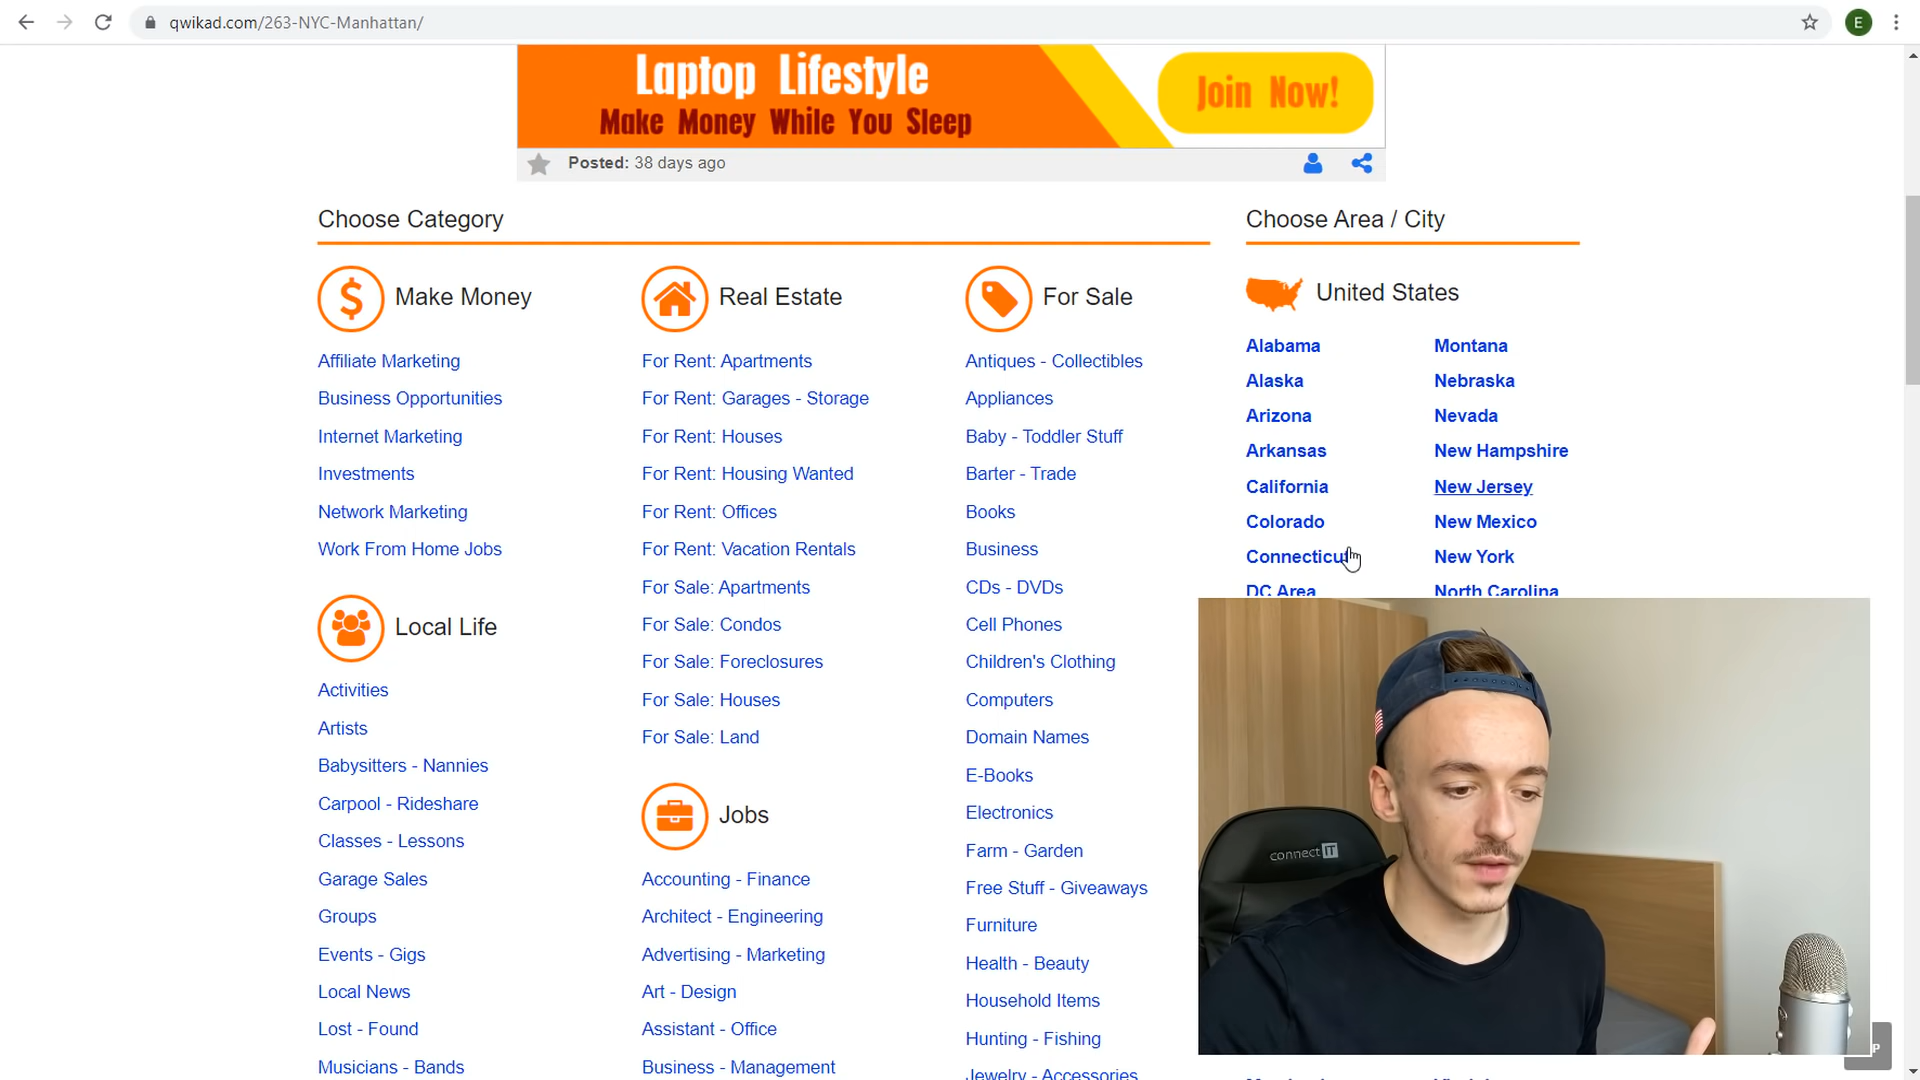 qwikad.com/263-NYC-Manhattan/
E
Laptop Lifestyle
Make Money While You Sleep
Join Now!
Posted: 38 days ago
Choose Category
Make Money
Affiliate Marketing
Business Opportunities
Internet Marketing
Investments
Network Marketing
Work From Home Jobs
Local Life
Activities
Artists
Babysitters - Nannies
Carpool - Rideshare
Classes - Lessons
Garage Sales
Groups
Events - Gigs
Local News
Lost - Found
Musicians - Bands
Real Estate
For Rent: Apartments
For Rent: Garages - Storage
For Rent: Houses
For Rent: Housing Wanted
For Rent: Offices
For Rent: Vacation Rentals
For Sale: Apartments
For Sale: Condos
For Sale: Foreclosures
For Sale: Houses
For Sale: Land
Jobs
Accounting - Finance
Architect - Engineering
Advertising - Marketing
Art - Design
Assistant - Office
Business - Management
For Sale
Antiques - Collectibles
Appliances
Baby - Toddler Stuff
Barter - Trade
Books
Business
CDs - DVDs
Cell Phones
Children's Clothing
Computers
Domain Names
E-Books
Electronics
Farm - Garden
Free Stuff - Giveaways
Furniture
Health - Beauty
Household Items
Hunting - Fishing
Jewelry - Accessories
Choose Area / City
United States
Alabama
Alaska
Arizona
Arkansas
California
Colorado
Connecticut
DC Area
Montana
Nebraska
Nevada
New Hampshire
New Jersey
New Mexico
New York
North Carolina
connect IT